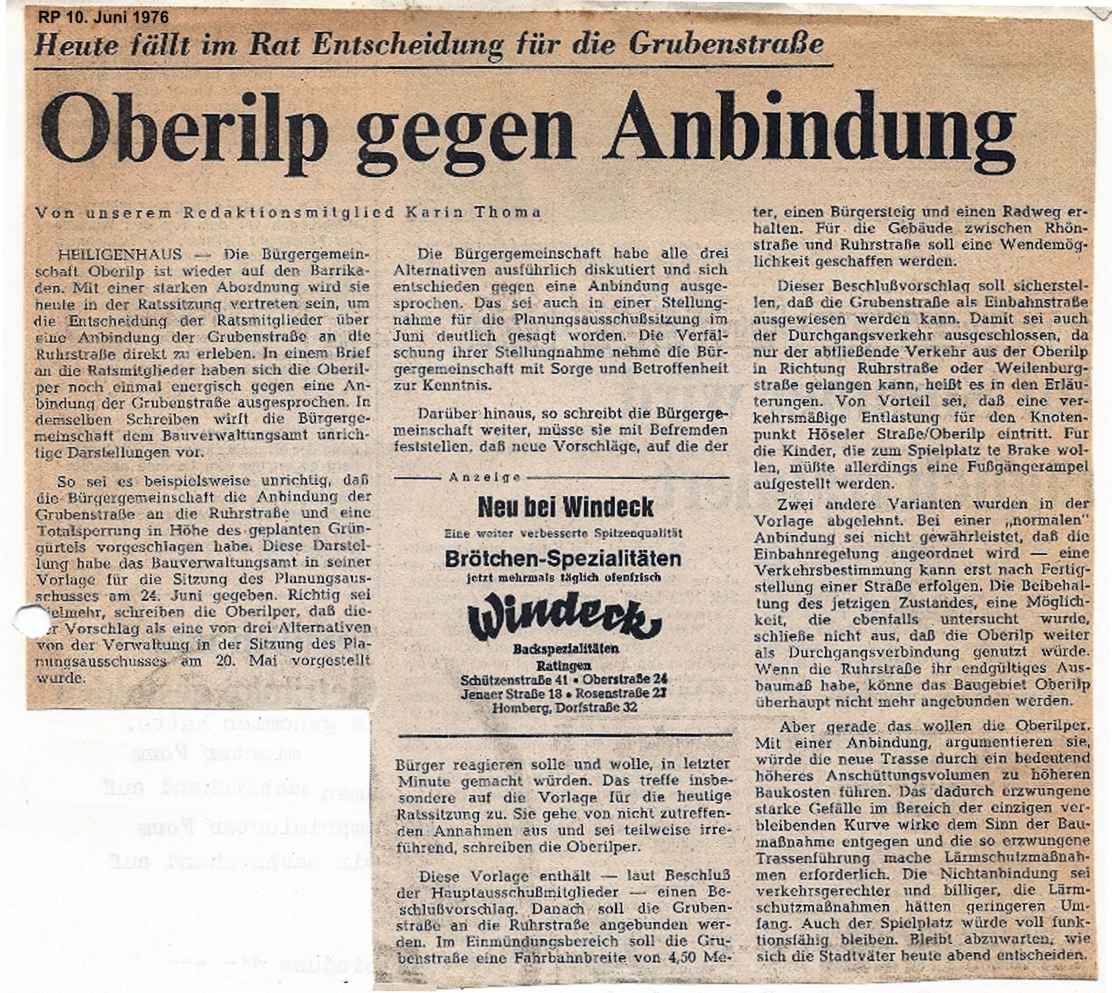 RP 10. Juni 1976
Heute fällt im Rat Entscheidung für die Grubenstraße
Oberilp gegen Anbindung
Von unserem Redaktionsmitglied Karin Thoma
HEILIGENHAUS — Die Bürgergemein-
schaft Oberilp ist wieder auf den Barrika-
den. Mit einer starken Abordnung wird sie
heute in der Ratssitzung vertreten sein, um
die Entscheidung der Ratsmitglieder über
eine Anbindung der Grubenstraße an die
Ruhrstraße direkt zu erleben. In einem Brief
an die Ratsmitglieder haben sich die Oberil-
per noch einmal energisch gegen eine An-
bindung der Grubenstraße ausgesprochen. In
demselben Schreiben wirft die Bürgerge-
meinschaft dem Bauverwaltungsamt unrich-
tige Darstellungen vor.
So sei es beispielsweise unrichtig, daß
die Bürgergemeinschaft die Anbindung der
Grubenstraße an die Ruhrstraße und eine
Totalsperrung in Höhe des geplanten Grün-
gürtels vorgeschlagen habe. Diese Darstel-
lung habe das Bauverwaltungsamt in seiner
Vorlage für die Sitzung des Planungsaus-
schusses am 24. Juni gegeben. Richtig sei
ielmehr, schreiben die Oberilper, daß die-
er Vorschlag als eine von drei Alternativen
von der Verwaltung in der Sitzung des Pla-
nungsausschusses am 20. Mai vorgestellt
wurde.
Die Bürgergemeinschaft habe alle drei
Alternativen ausführlich diskutiert und sich
entschieden gegen eine Anbindung ausge-
sprochen. Das sei auch in einer Stellung-
nahme für die Planungsausschußsitzung im
Juni deutlich gesagt worden. Die Verfäl-
schung ihrer Stellungnahme nehme die Bür-
gergemeinschaft mit Sorge und Betroffenheit
zur Kenntnis.
Darüber hinaus, so schreibt die Bürgerge-
meinschaft weiter, müsse sie mit Befremden
feststellen, daß neue Vorschläge, auf die der
Anzeige
Neu bei Windeck
Eine weiter verbesserte Spitzenqualität
Brötchen-Spezialitäten
jetzt mehrmals täglich ofenfrisch
Windeck
Backspezialitäten
Ratingen
Schützenstraße 41 • Oberstraße 24
Jenaer Straße 18 • Rosenstraße 27
Homberg, Dorfstraße 32
Bürger reagieren solle und wolle, in letzter
Minute gemacht würden. Das treffe insbe-
sondere auf die Vorlage für die heutige
Ratssitzung zu. Sie gehe von nicht zutreffen-
den Annahmen aus und sei teilweise irre-
führend, schreiben die Oberilper.
Diese Vorlage enthält — laut Beschluß
der Hauptausschußmitglieder — einen Be-
schlußvorschlag. Danach soll die Gruben-
straße an die Ruhrstraße angebunden wer-
den. Im Einmündungsbereich soll die Gru-
benstraße eine Fahrbahnbreite von 4,50 Me-
ter, einen Bürgersteig und einen Radweg er-
halten. Für die Gebäude zwischen Rhön-
straße und Ruhrstraße soll eine Wendemög-
lichkeit geschaffen werden.
Dieser Beschlußvorschlag soll sicherstel-
len, daß die Grubenstraße als Einbahnstraße
ausgewiesen werden kann. Damit sei auch
der Durchgangsverkehr ausgeschlossen, da
nur der abfließende Verkehr aus der Oberilp
in Richtung Ruhrstraße oder Weilenburg-
straße gelangen kann, heißt es in den Erläu-
terungen. Von Vorteil sei, daß eine ver-
kehrsmäßige Entlastung für den Knoten-
punkt Höseler Straße/Oberilp eintritt. Für
die Kinder, die zum Spielplatz te Brake wol-
len, müßte allerdings eine Fußgängerampel
aufgestellt werden.
Zwei andere Varianten wurden in der
Vorlage abgelehnt. Bei einer „normalen"
Anbindung sei nicht gewährleistet, daß die
Einbahnregelung angeordnet wird — eine
Verkehrsbestimmung kann erst nach Fertig-
stellung einer Straße erfolgen. Die Beibehal-
tung des jetzigen Zustandes, eine Möglich-
keit, die ebenfalls untersucht wurde,
schließe nicht aus, daß die Oberilp weiter
als Durchgangsverbindung genutzt würde.
Wenn die Ruhrstraße ihr endgültiges Aus-
baumaß habe, könne das Baugebiet Oberilp
überhaupt nicht mehr angebunden werden.
Aber gerade das wollen die Oberilper.
Mit einer Anbindung, argumentieren sie,
würde die neue Trasse durch ein bedeutend
höheres Anschüttungsvolumen zu höheren
Baukosten führen. Das dadurch erzwungene
starke Gefälle im Bereich der einzigen ver-
bleibenden Kurve wirke dem Sinn der Bau-
maßnahme entgegen und die so erzwungene
Trassenführung mache Lärmschutzmaßnah-
men erforderlich. Die Nichtanbindung sei
verkehrsgerechter und billiger, die Lärm-
schutzmaßnahmen hätten geringeren Um-
fang. Auch der Spielplatz würde voll funk-
tionsfähig bleiben. Bleibt abzuwarten, wie
sich die Stadtväter heute abend entscheiden.